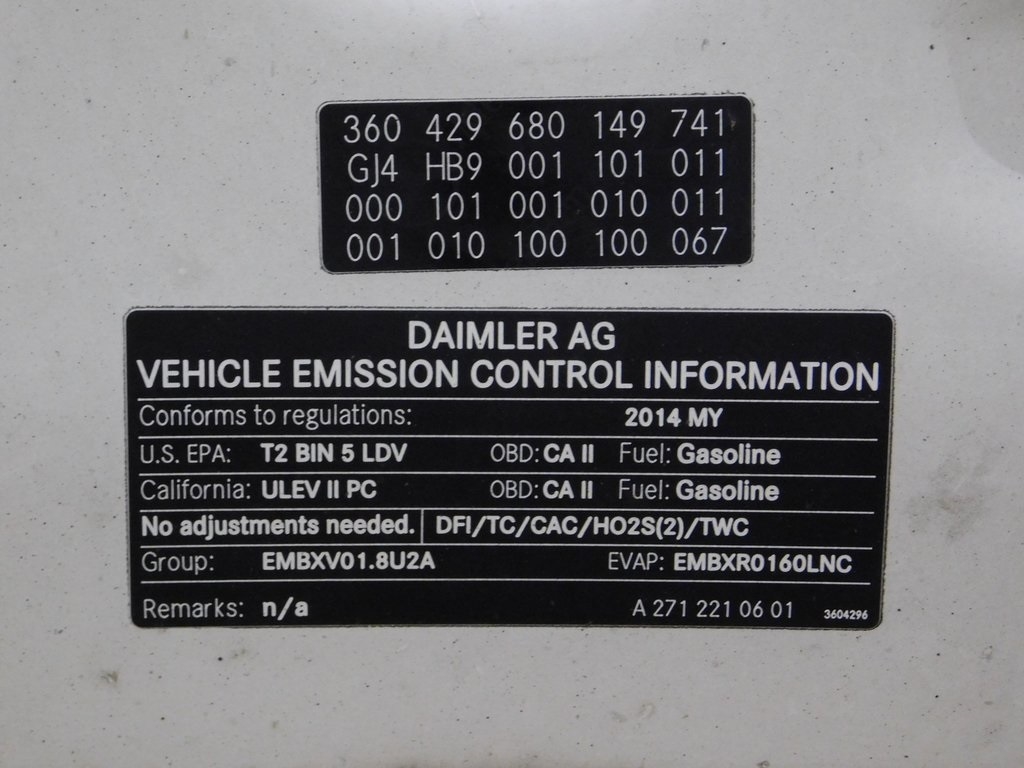 360 429 680 149 741
GJ4 HB9 001 101 011
000 101 001 010 011
001 010 100 100 067
DAIMLER AG
VEHICLE EMISSION CONTROL INFORMATION
Conforms to regulations: 2014 MY
U.S. EPA: T2 BIN 5 LDV OBD: CA II Fuel: Gasoline
California: ULEV II PC OBD: CA II Fuel: Gasoline
No adjustments needed. DFI/TC/CAC/HO2S(2)/TWC
Group: EMBXV01.8U2A EVAP: EMBXR0160LNC
Remarks: n/a A 271 221 06 01 3604296